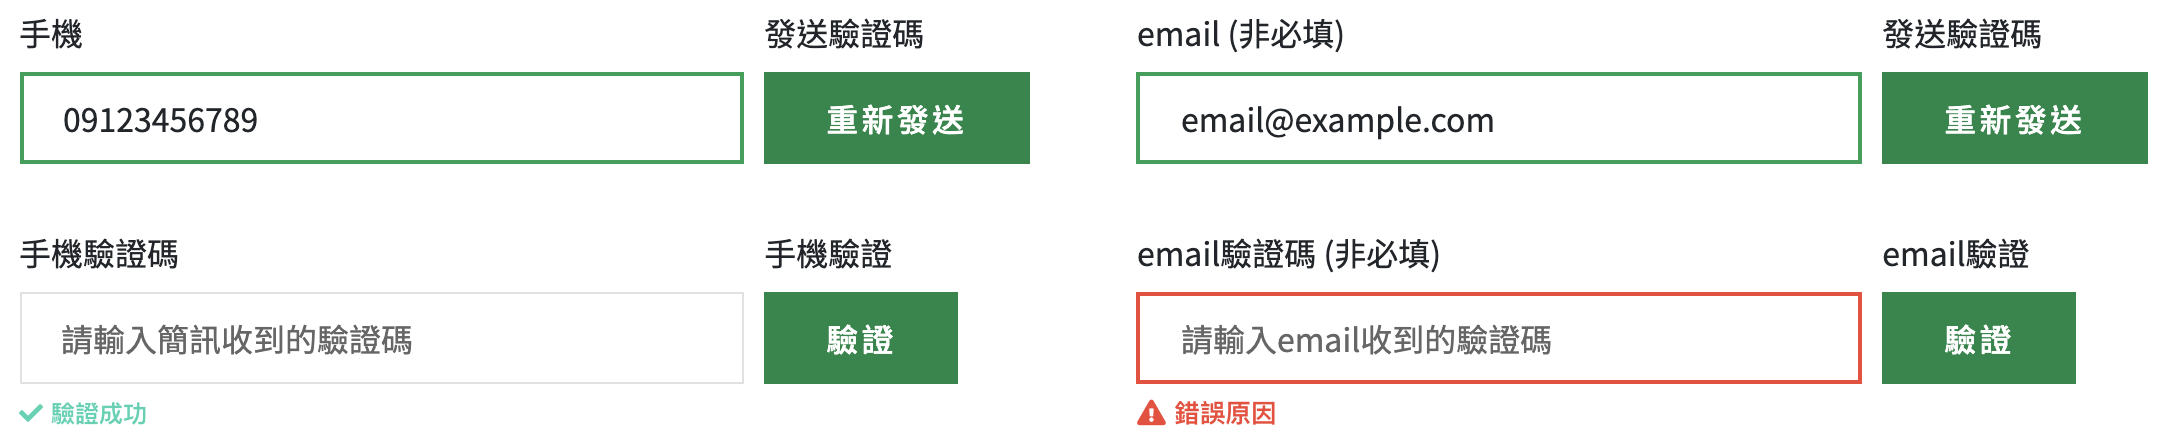 手機
發送驗證碼
email (非必填)
發送驗證碼
09123456789
重新發送
email@example.com
重新發送
手機驗證碼
手機驗證
email驗證碼 (非必填)
email驗證
請輸入簡訊收到的驗證碼
驗證
請輸入email收到的驗證碼
驗證
驗證成功
錯誤原因